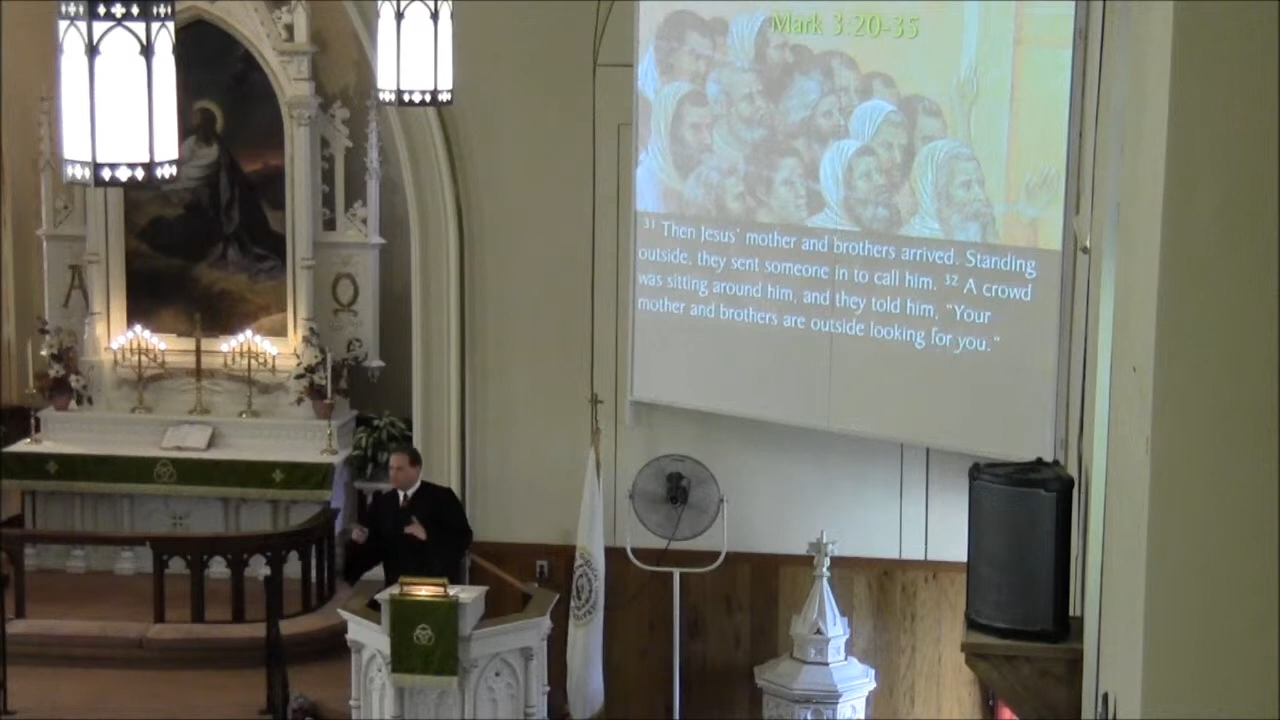 Mark 3:20-35
31 Then Jesus' mother and brothers arrived. Standing
outside, they sent someone in to call him. 32 A crowd
was sitting around him, and they told him, "Your
mother and brothers are outside looking for you."
A
Ω